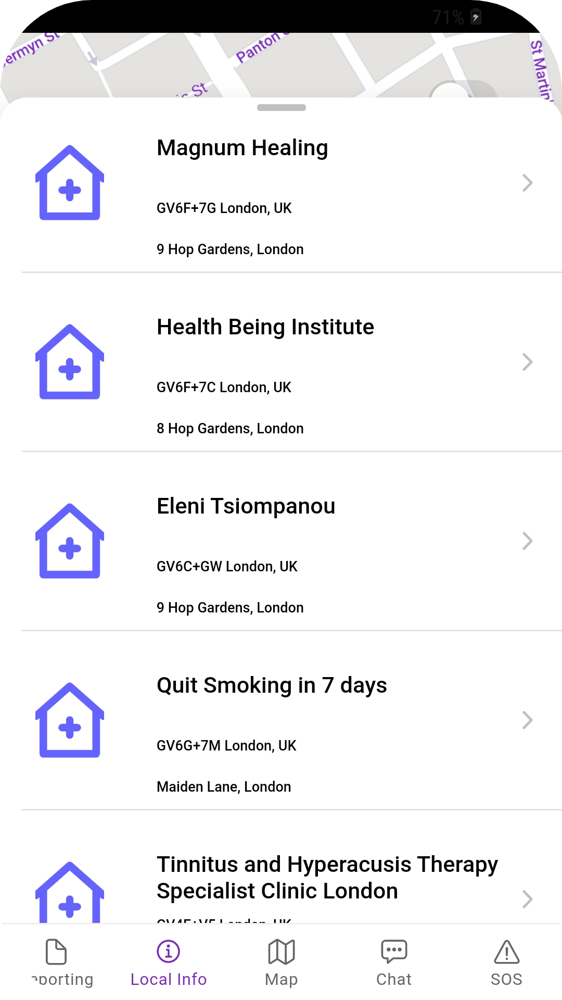 71%
Panton
St Martin'
St
Magnum Healing
GV6F+7G London, UK
9 Hop Gardens, London
Health Being Institute
GV6F+7C London, UK
8 Hop Gardens, London
Eleni Tsiompanou
GV6C+GW London, UK
9 Hop Gardens, London
Quit Smoking in 7 days
GV6G+7M London, UK
Maiden Lane, London
Tinnitus and Hyperacusis Therapy
Specialist Clinic London
London, UK
porting
Local Info
Map
Chat
SOS